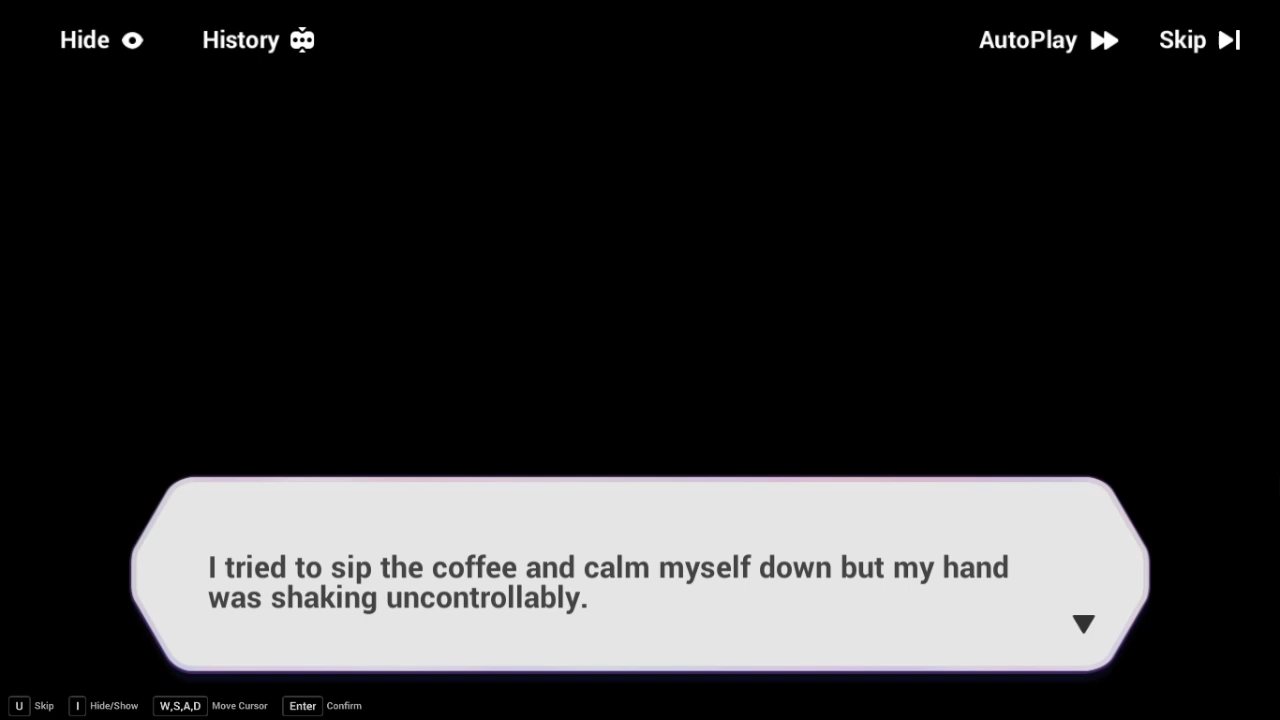 Hide
History
AutoPlay
Skip
I tried to sip the coffee and calm myself down but my hand
was shaking uncontrollably.
U Skip I Hide/Show W,S,A,D Move Cursor Enter Confirm